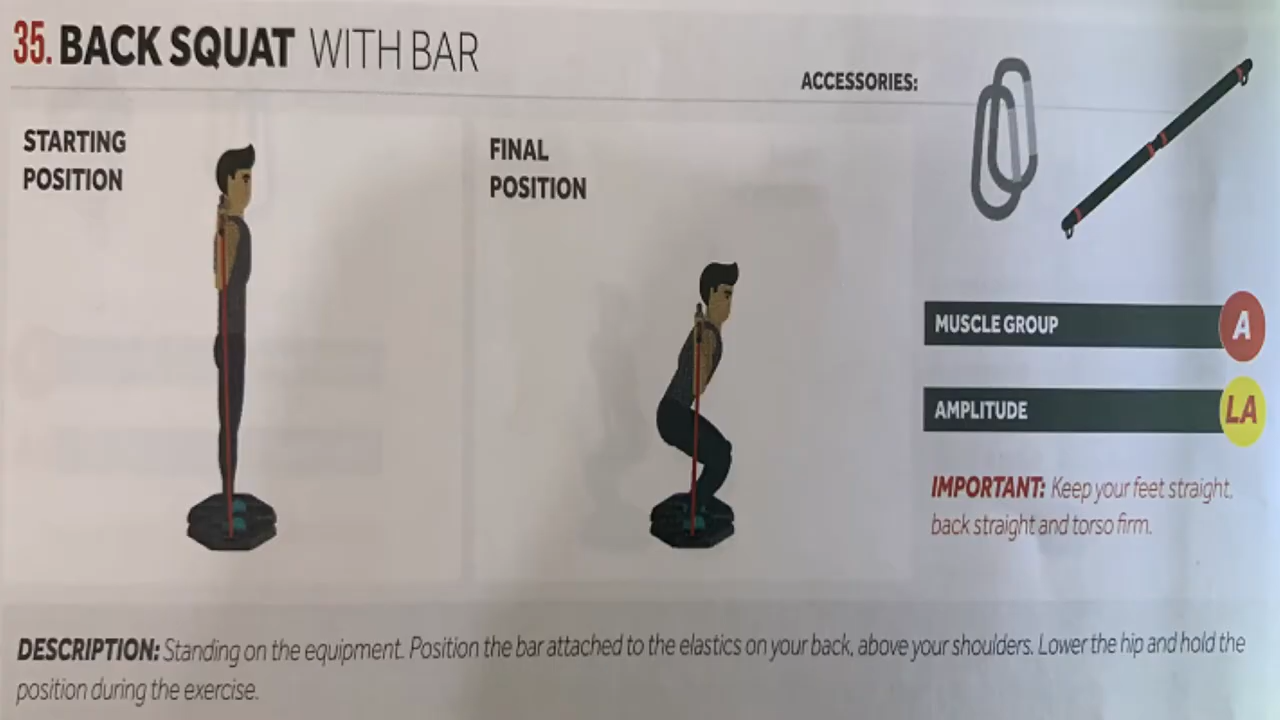 35. BACK SQUAT WITH BAR
ACCESSORIES:
STARTING
POSITION
FINAL
POSITION
MUSCLE GROUP A
AMPLITUDE LA
IMPORTANT: Keep your feet straight,
back straight and torso firm.
DESCRIPTION: Standing on the equipment. Position the bar attached to the elastics on your back, above your shoulders. Lower the hip and hold the
position during the exercise.